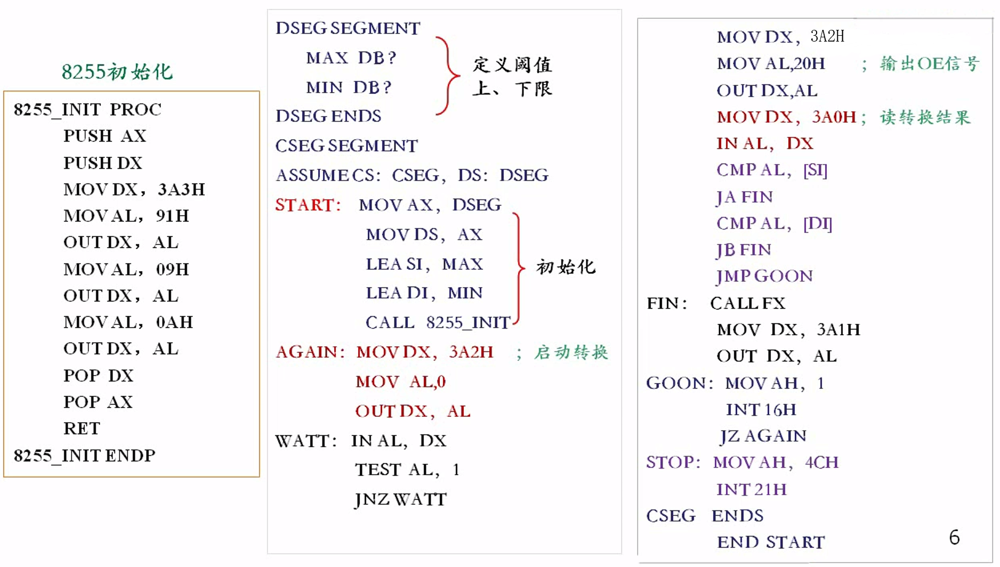 8255初始化
8255_INIT PROC
PUSH AX
PUSH DX
MOV DX，3A3H
MOV AL，91H
OUT DX，AL
MOV AL，09H
OUT DX，AL
MOV AL，0AH
OUT DX，AL
POP DX
POP AX
RET
8255_INIT ENDP
DSEG SEGMENT
MAX DB ?
MIN DB ?
DSEG ENDS
定义阈值
上、下限
CSEG SEGMENT
ASSUME CS：CSEG，DS：DSEG
START： MOV AX，DSEG
MOV DS，AX
LEA SI，MAX
LEA DI，MIN
CALL 8255_INIT
初始化
AGAIN：MOV DX，3A2H ；启动转换
MOV AL,0
OUT DX，AL
WATT：IN AL，DX
TEST AL，1
JNZ WATT
MOV DX，3A2H
MOV AL,20H ；输出OE信号
OUT DX,AL
MOV DX，3A0H；读转换结果
IN AL，DX
CMP AL，[SI]
JA FIN
CMP AL，[DI]
JB FIN
JMP GOON
FIN： CALL FX
MOV DX，3A1H
OUT DX，AL
GOON：MOV AH，1
INT 16H
JZ AGAIN
STOP：MOV AH，4CH
INT 21H
CSEG ENDS
END START
6